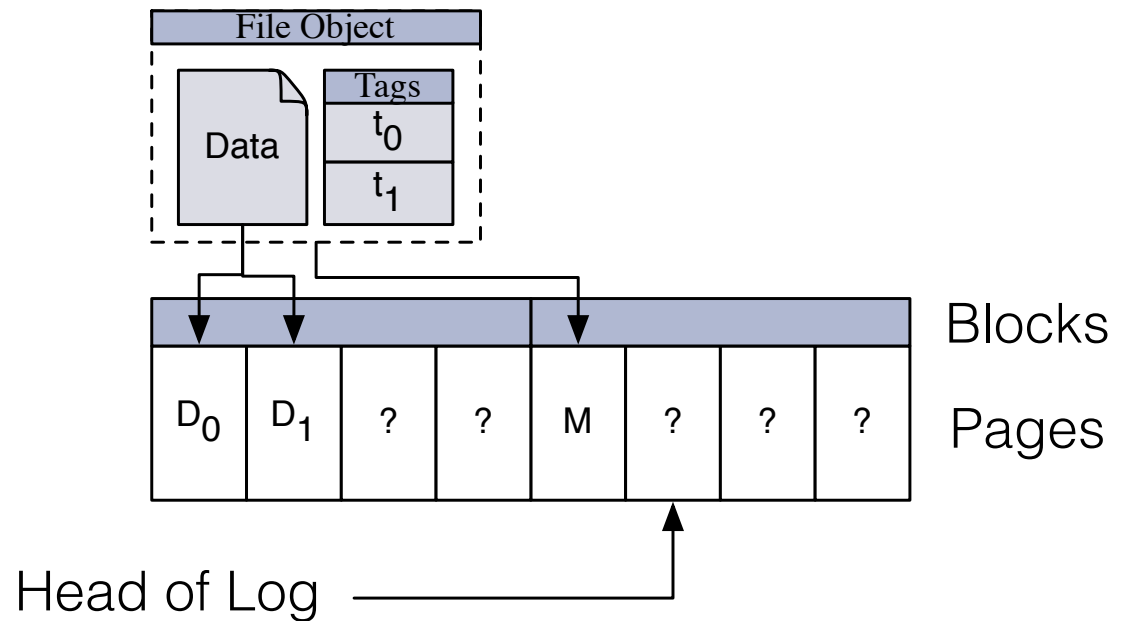 File Object
Data
Tags
t0
t1
Blocks
D0 D1 ? ? M ? ? ?
Pages
Head of Log